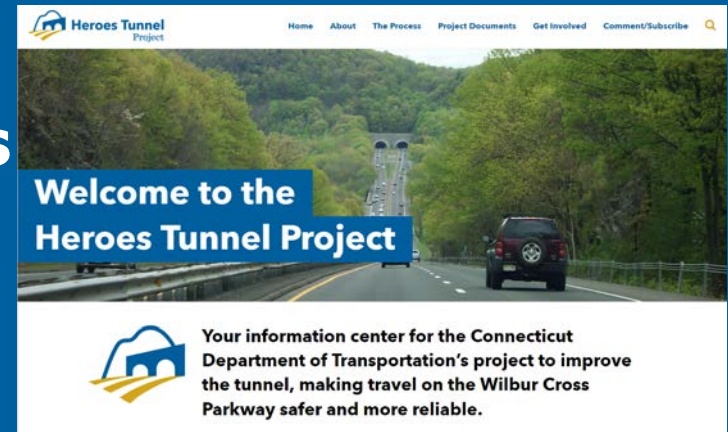 Heroes Tunnel
Project
Home About The Process Project Documents Get Involved Comment/Subscribe
s
Welcome to the
Heroes Tunnel Project
Your information center for the Connecticut
Department of Transportation's project to improve
the tunnel, making travel on the Wilbur Cross
Parkway safer and more reliable.